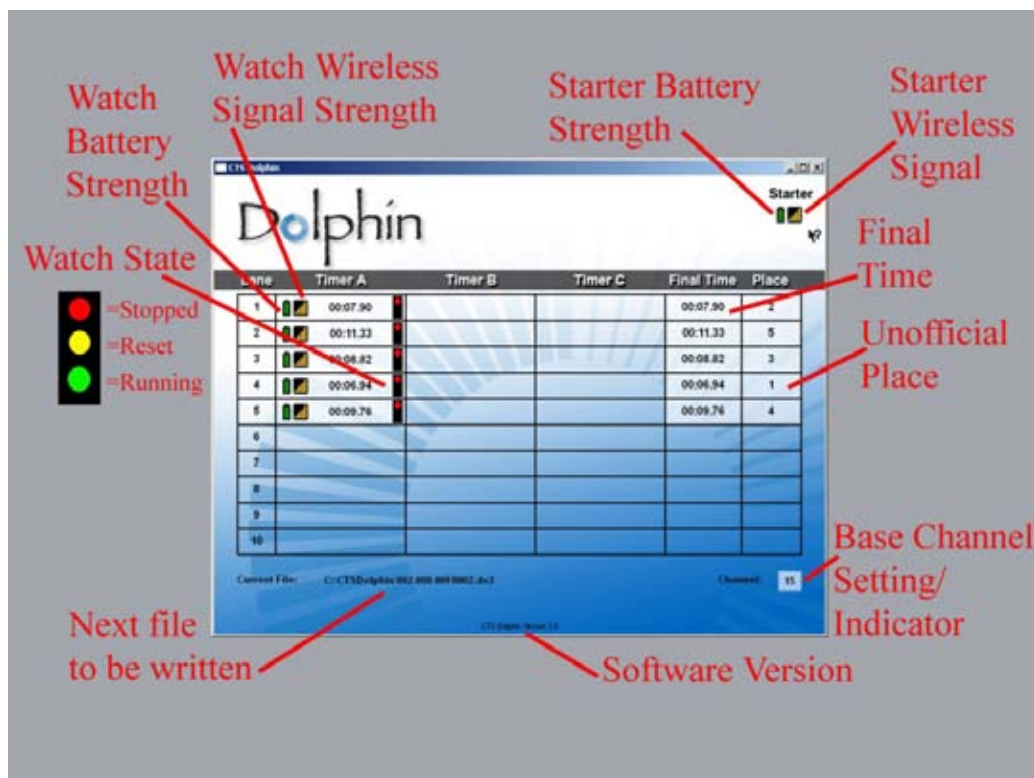 Watch Wireless
Signal Strength
Watch
Battery
Strength
Starter Battery
Strength
Starter
Wireless
Signal
CTS Dolphin
Dolphin
Starter
Watch State
=Stopped
=Reset
=Running
Final
Time
Unofficial
Place
Lane Timer A Timer B Timer C Final Time Place
1 00:07.90 00:07.90 2
2 00:11.33 00:11.33 5
3 00:08.82 00:08.82 3
4 00:06.94 00:06.94 1
5 00:09.76 00:09.76 4
6
7
8
9
10
Current File: Channel: 15
Base Channel
Setting/
Indicator
Next file
to be written
Software Version